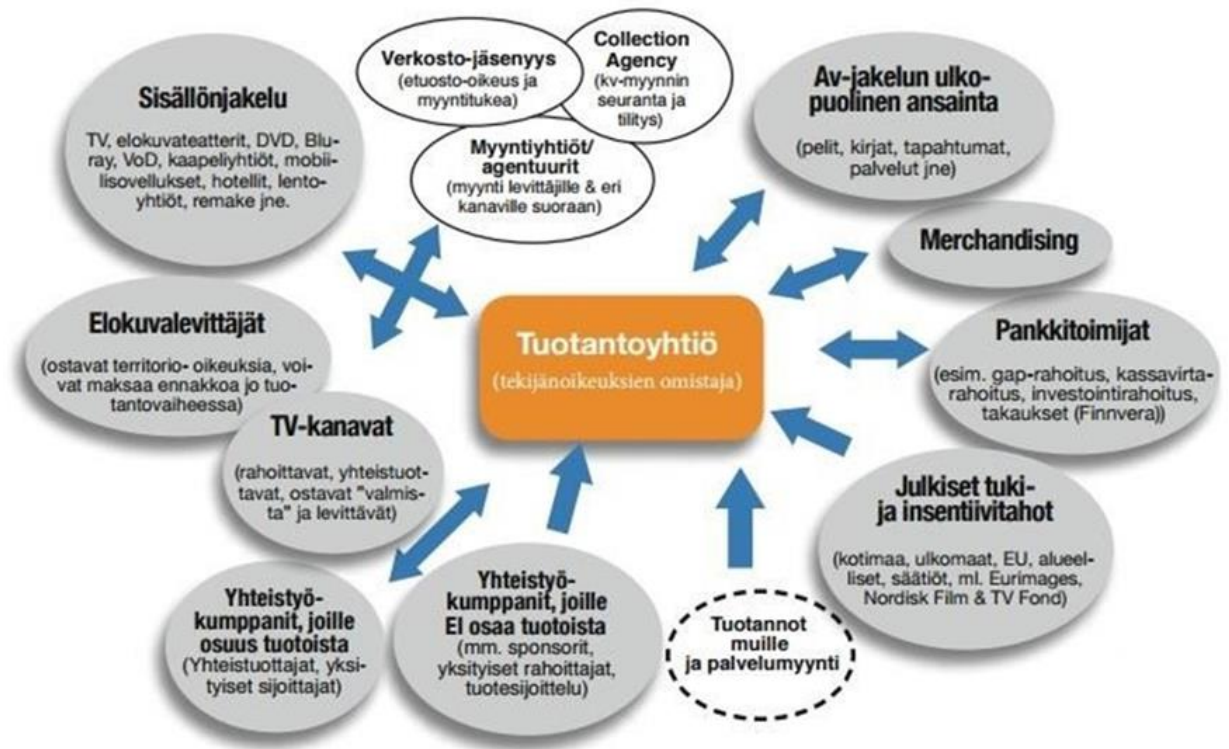 Sisällönjakelu
TV, elokuvateatterit, DVD, Blu-
ray, VoD, kaapeliyhtiöt, mobii-
lisovellukset, hotellit, lento-
yhtiöt, remake jne.
Verkosto-jäsenyys
(etuosto-oikeus ja
myyntitukea)
Collection
Agency
(kv-myynnin
seuranta ja
tilitys)
Myyntiyhtiöt/
agentuurit
(myynti levittäjille & eri
kanaville suoraan)
Av-jakelun ulko-
puolinen ansainta
(pelit, kirjat, tapahtumat,
palvelut jne)
Merchandising
Elokuvalevittäjät
(ostavat territorio- oikeuksia, voi-
vat maksaa ennakkoa jo tuo-
tantovaiheessa)
Tuotantoyhtiö
(tekijänoikeuksien omistaja)
Pankkitoimijat
(esim. gap-rahoitus, kassavirta-
rahoitus, investointirahoitus,
takaukset (Finnvera))
TV-kanavat
(rahoittavat, yhteistuot-
tavat, ostavat "valmis-
ta" ja levittävät)
Julkiset tuki-
ja insentiivitahot
(kotimaa, ulkomaat, EU, alueel-
liset, säätiöt, ml. Eurimages,
Nordisk Film & TV Fond)
Yhteistyö-
kumppanit, joille
osuus tuotoista
(Yhteistuottajat, yksi-
tyiset sijoittajat)
Yhteistyö-
kumppanit, joille
EI osaa tuotoista
(mm. sponsorit,
yksityiset rahoittajat,
tuotesijoittelu)
Tuotannot
muille
ja palvelumyynti